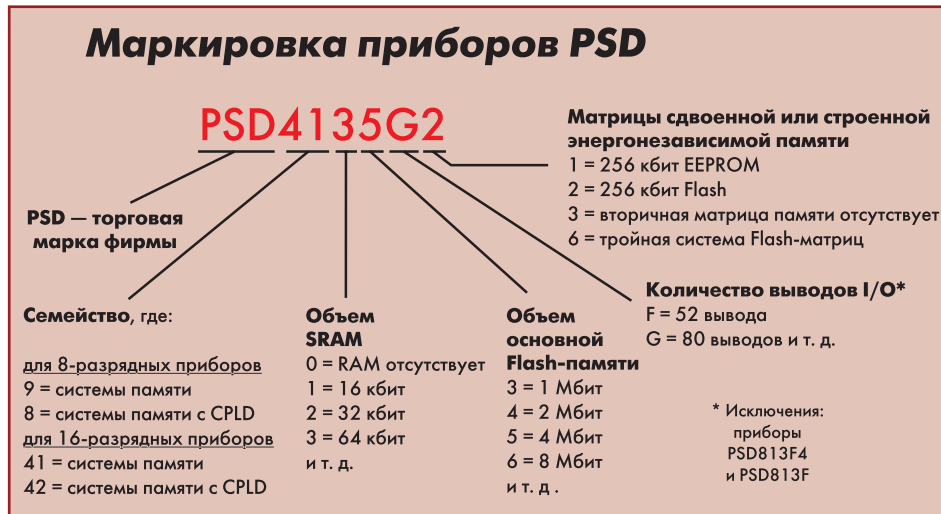 Маркировка приборов PSD
PSD4135G2
Матрицы сдвоенной или строенной
энергонезависимой памяти
1 = 256 кбит EEPROM
2 = 256 кбит Flash
3 = вторичная матрица памяти отсутствует
6 = тройная система Flash-матриц
PSD — торговая
марка фирмы
Количество выводов I/O*
F = 52 вывода
G = 80 выводов и т. д.
Семейство, где:
для 8-разрядных приборов
9 = системы памяти
8 = системы памяти с CPLD
для 16-разрядных приборов
41 = системы памяти
42 = системы памяти с CPLD
Объем
SRAM
0 = RAM отсутствует
1 = 16 кбит
2 = 32 кбит
3 = 64 кбит
и т. д.
Объем
основной
Flash-памяти
3 = 1 Мбит
4 = 2 Мбит
5 = 4 Мбит
6 = 8 Мбит
и т. д .
* Исключения:
приборы
PSD813F4
и PSD813F